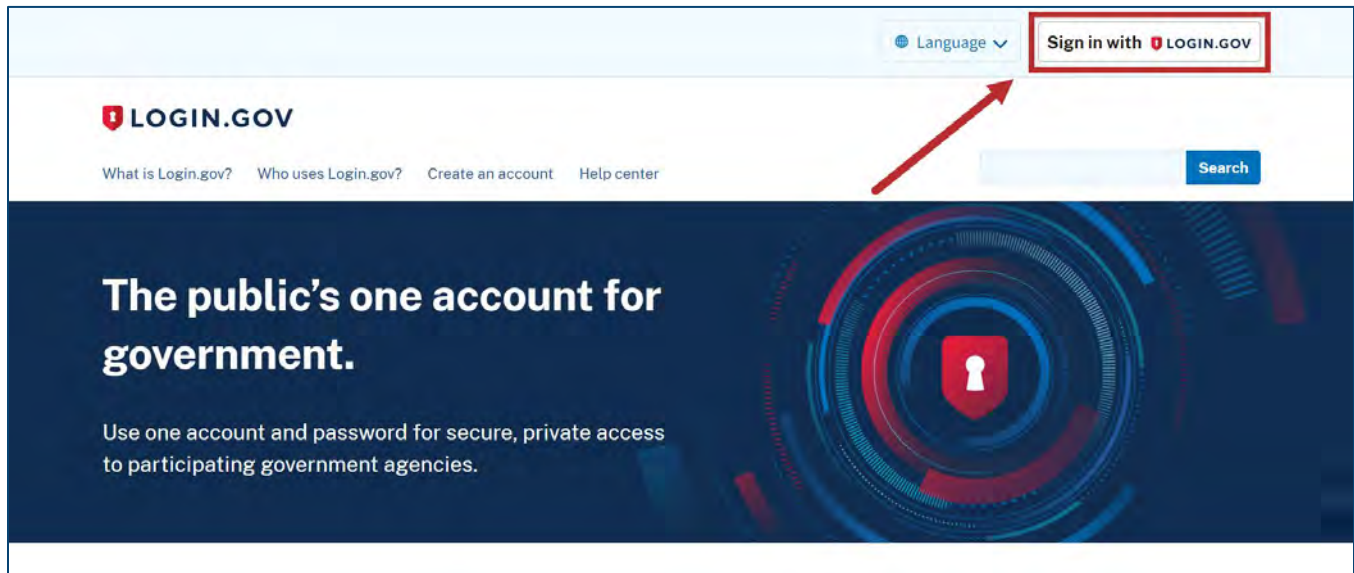 Language
Sign in with LOGIN.GOV
LOGIN.GOV
What is Login.gov? Who uses Login.gov? Create an account Help center
Search
The public’s one account for
government.
Use one account and password for secure, private access
to participating government agencies.